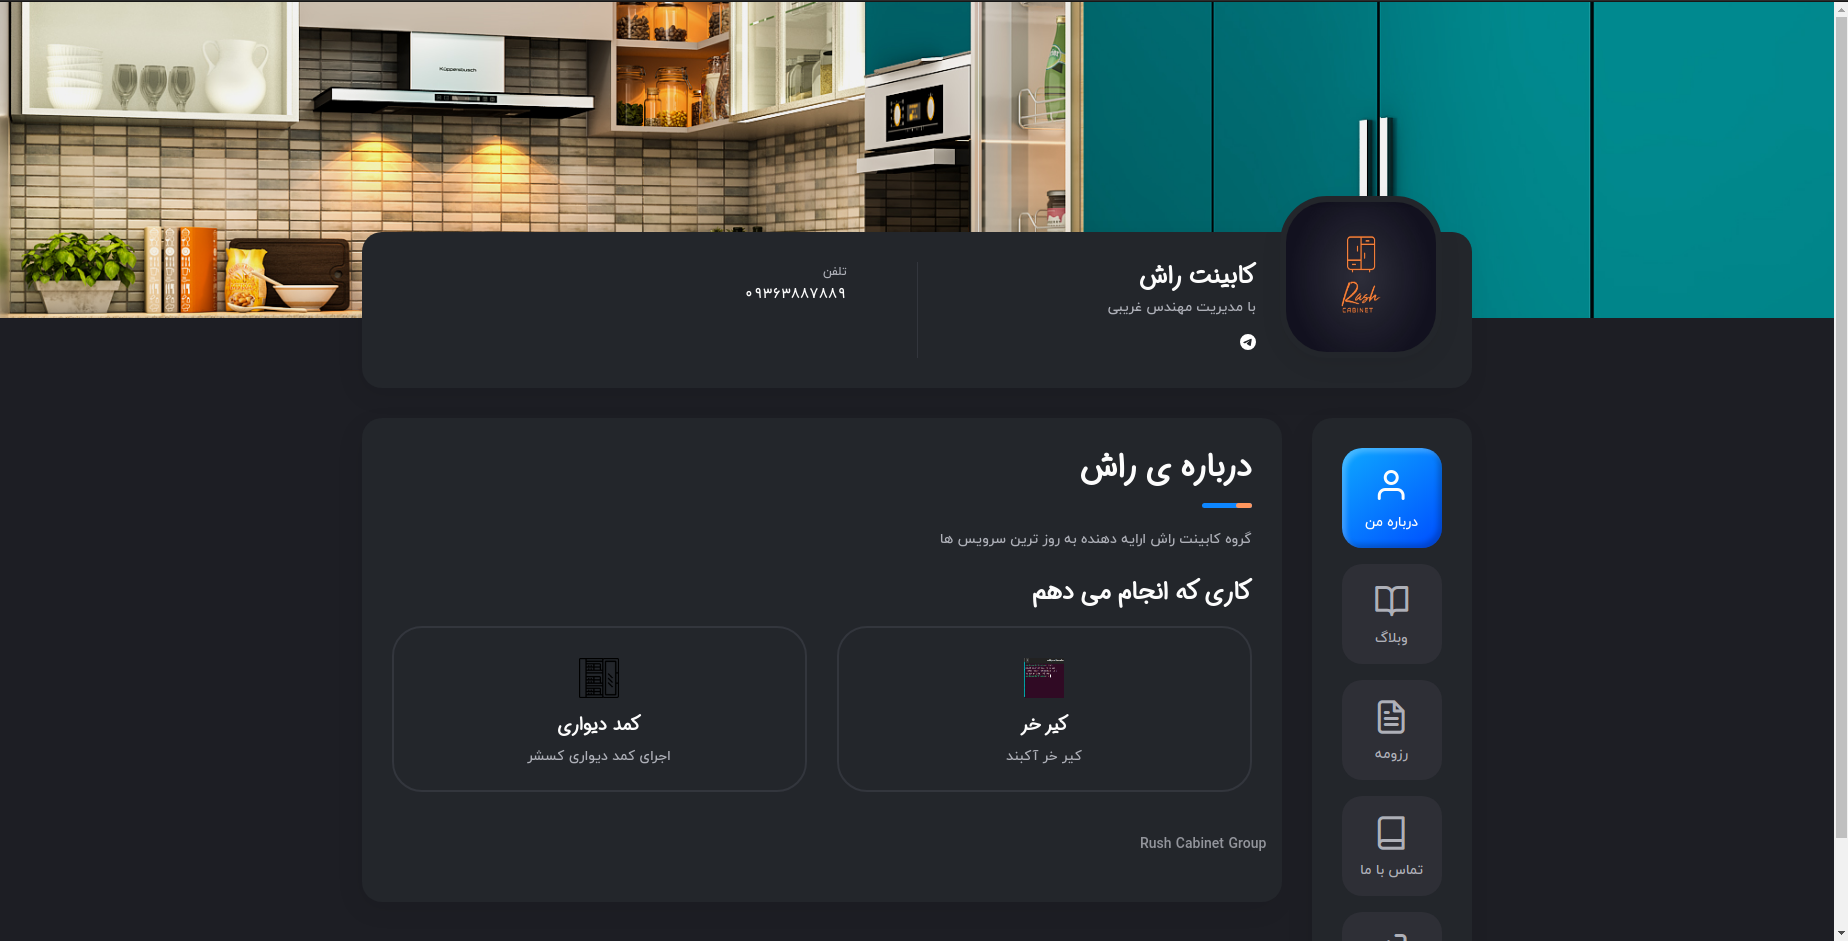 Küppersbusch
Rash
CABINET
کابینت راش
با مدیریت مهندس غریبی
تلفن
۰۹۳۶۳۸۸۷۸۸۹
درباره من
وبلاگ
رزومه
تماس با ما
درباره ی راش
گروه کابینت راش ارایه دهنده به روز ترین سرویس ها
کاری که انجام می دهم
کیر خر
کیر خر آکبند
کمد دیواری
اجرای کمد دیواری کسشر
Rush Cabinet Group